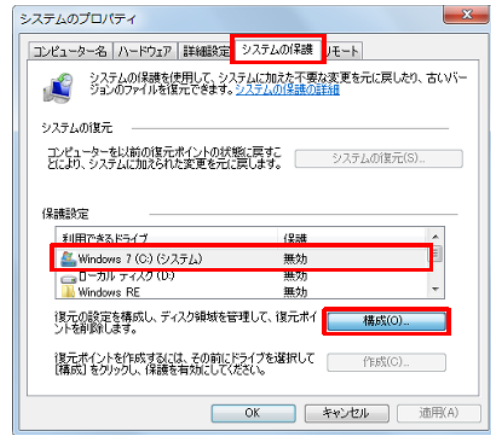 システムのプロパティ
コンピューター名 ハードウェア 詳細設定 システムの保護 リモート
システムの保護を使用して、システムに加えた不要な変更を元に戻したり、古いバー
ジョンのファイルを復元できます。システムの保護の詳細
システムの復元
コンピューターを以前の復元ポイントの状態に戻すこ
とにより、システムに加えられた変更を元に戻します。
システムの復元(S)...
保護設定
利用できるドライブ 保護
Windows 7 (C:) (システム) 無効
ローカル ディスク (D:) 無効
Windows RE 無効
復元の設定を構成し、ディスク領域を管理して、復元ポイ
ントを削除します。
構成(O)...
復元ポイントを作成するには、その前にドライブを選択して
[構成] をクリックし、保護を有効にしてください。
作成(C)...
OK キャンセル 適用(A)